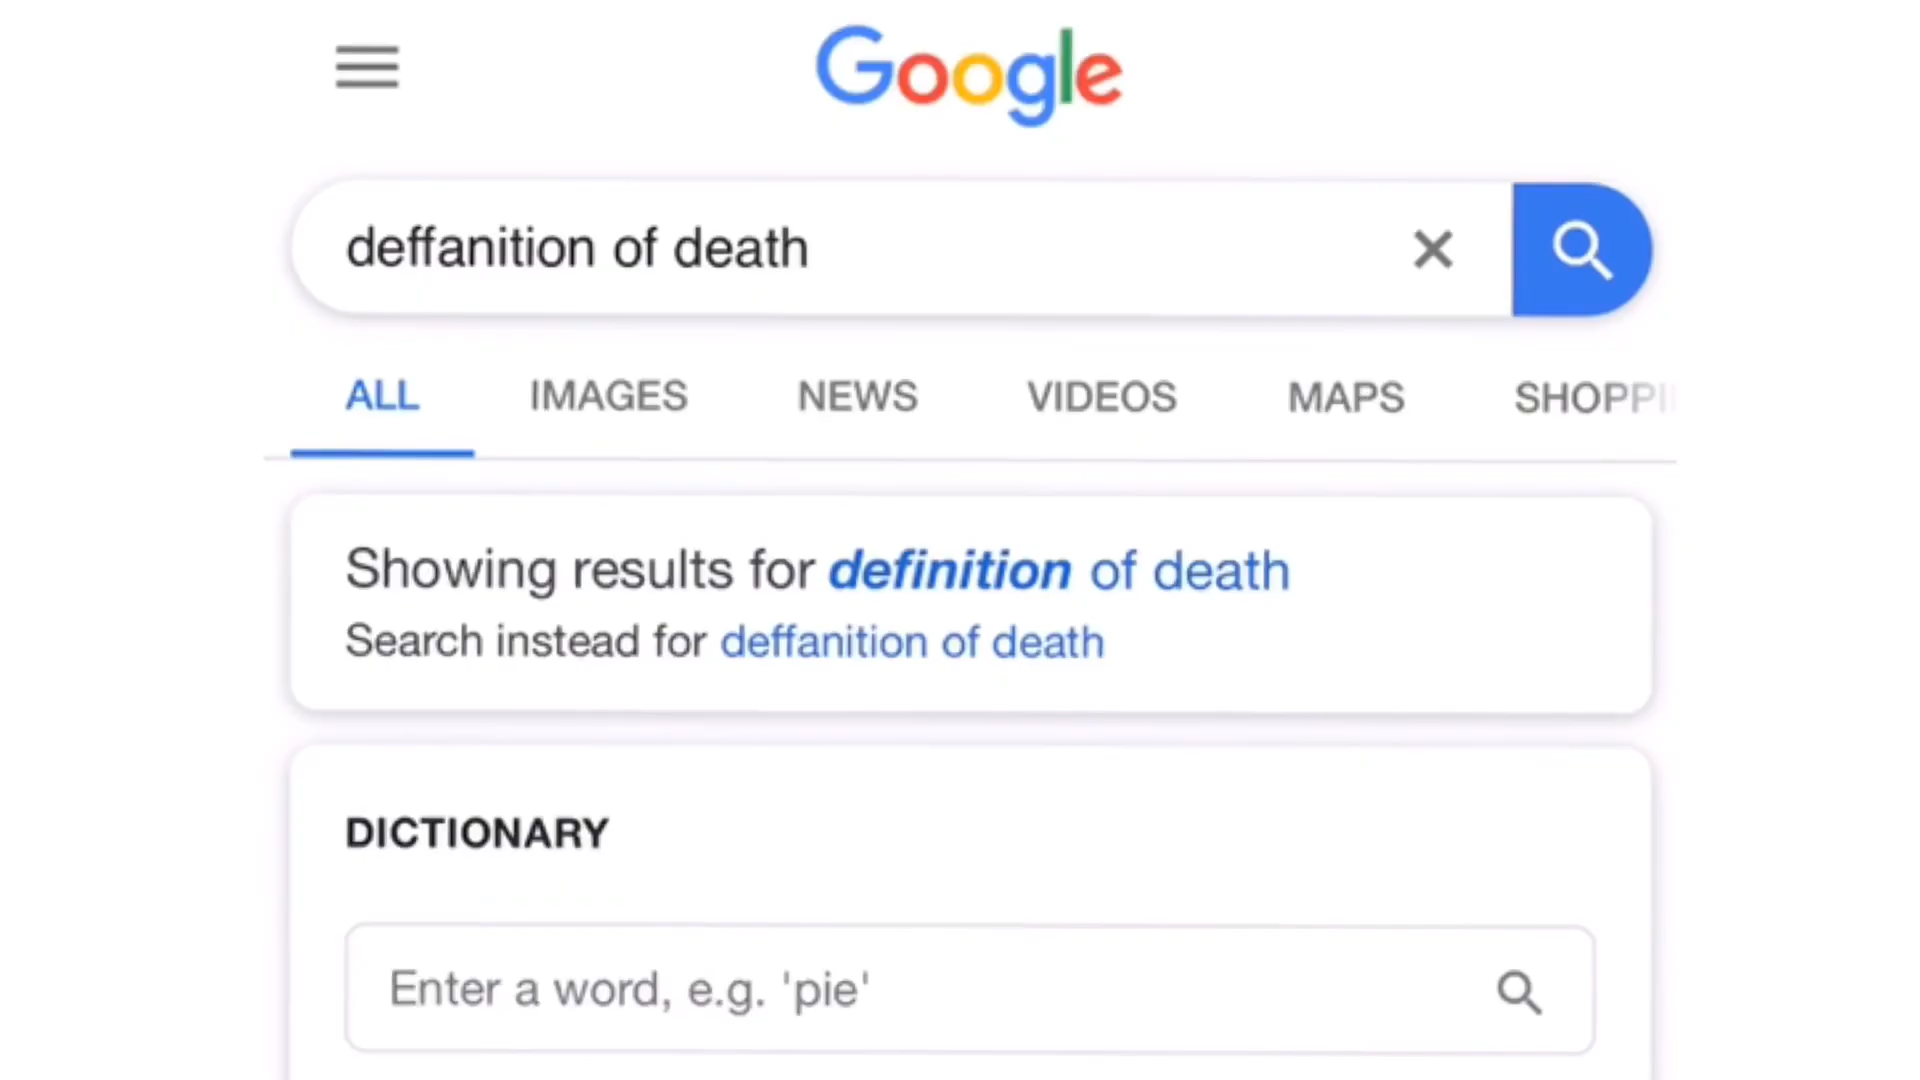 Google
deffanition of death
ALL IMAGES NEWS VIDEOS MAPS SHOPPI
Showing results for definition of death
Search instead for deffanition of death
DICTIONARY
Enter a word, e.g. 'pie'